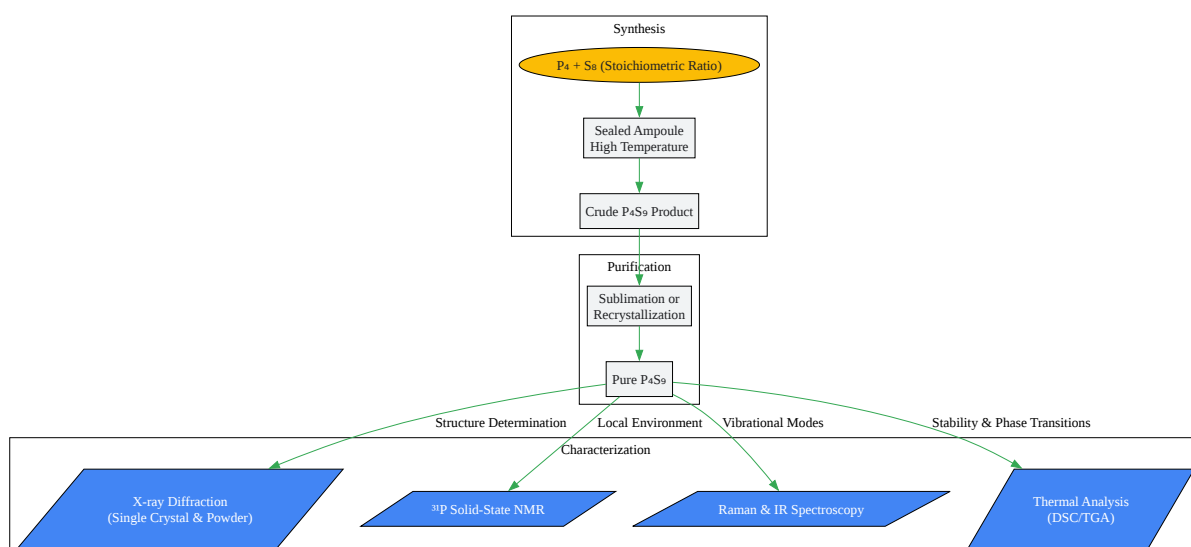 Synthesis
P₄ + S₈ (Stoichiometric Ratio)
Sealed Ampoule
High Temperature
Crude P₄S₉ Product
Purification
Sublimation or
Recrystallization
Pure P₄S₉
Structure Determination
Local Environment
Vibrational Modes
Stability & Phase Transitions
Characterization
X-ray Diffraction
(Single Crystal & Powder)
³¹P Solid-State NMR
Raman & IR Spectroscopy
Thermal Analysis
(DSC/TGA)